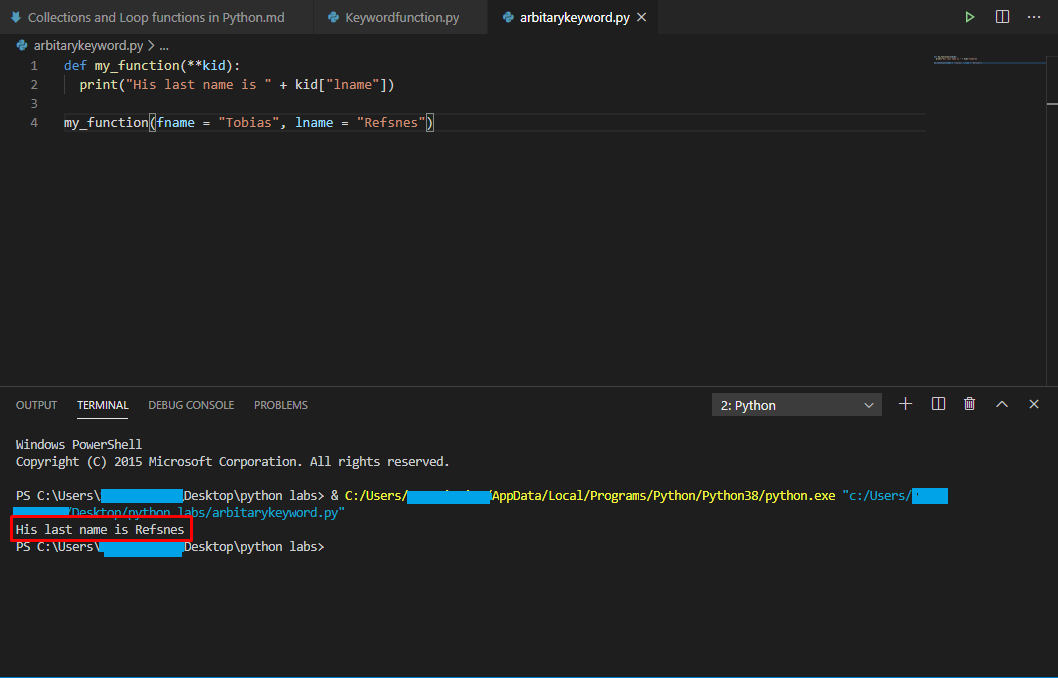 Collections and Loop functions in Python.md Keywordfunction.py arbitarykeyword.py
arbitarykeyword.py > ...
1 def my_function(**kid):
2 print("His last name is " + kid["lname"])
3
4 my_function(fname = "Tobias", lname = "Refsnes")
OUTPUT TERMINAL DEBUG CONSOLE PROBLEMS 2: Python
Windows PowerShell
Copyright (C) 2015 Microsoft Corporation. All rights reserved.
PS C:\Users\ Desktop\python labs> & C:/Users/ /AppData/Local/Programs/Python/Python38/python.exe "c:/Users/
/Desktop/python labs/arbitarykeyword.py"
His last name is Refsnes
PS C:\Users\ Desktop\python labs>